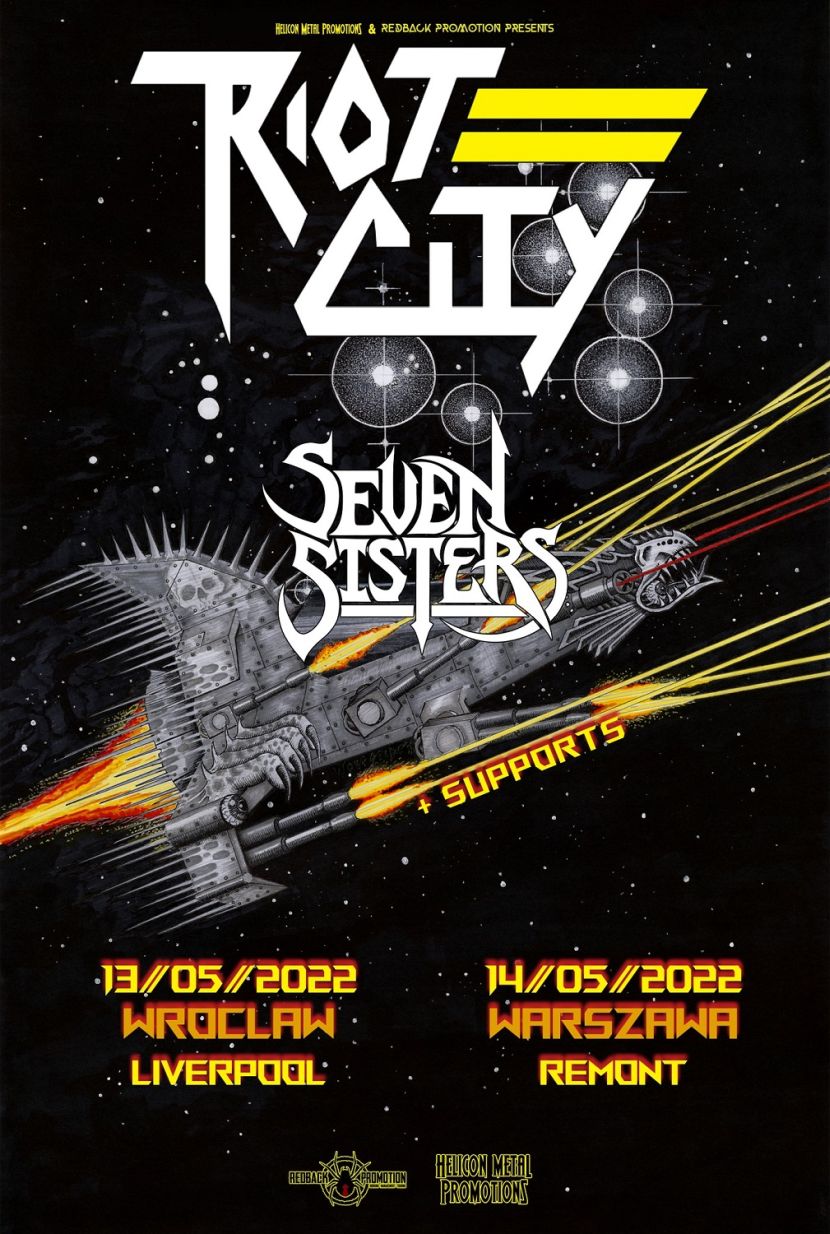 Helicon Metal Promotions & Redback Promotion Presents
RIOT
CITY
SEVEN
SISTERS
+ SUPPORTS
13//05//2022
WROCLAW
LIVERPOOL
14//05//2022
WARSZAWA
REMONT
REDBACK PROMOTION
HELICON METAL
PROMOTIONS